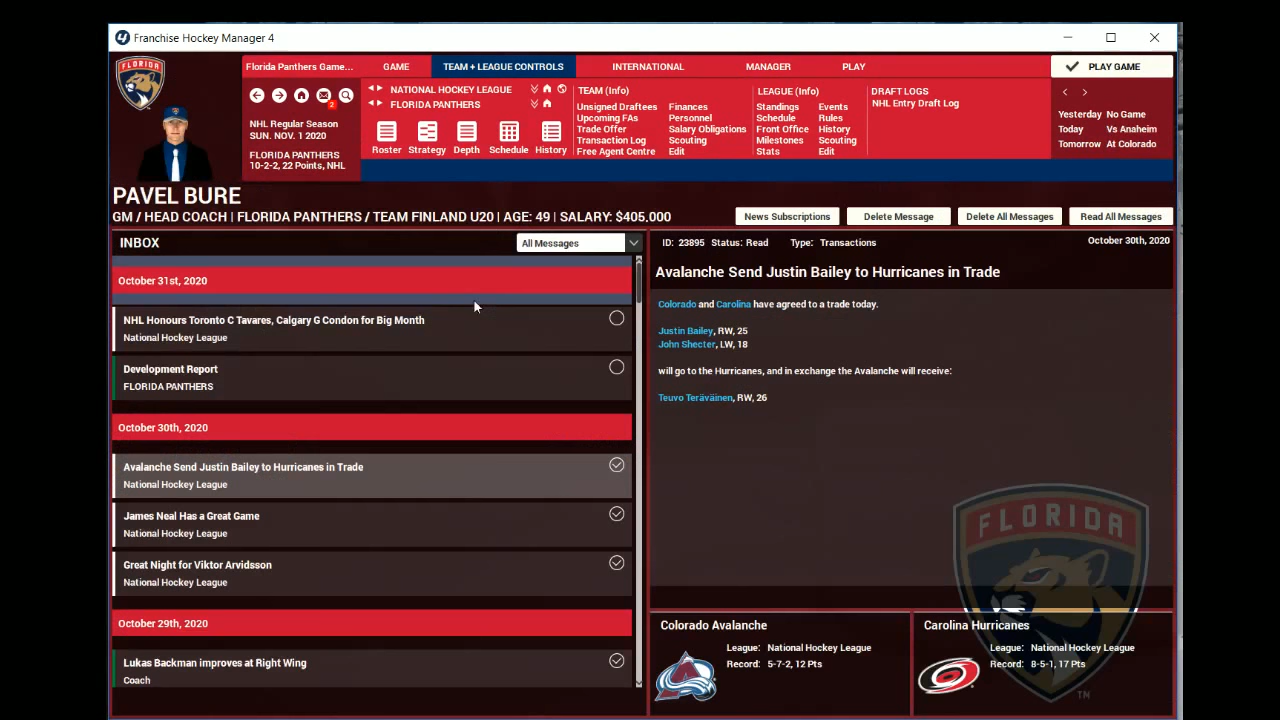 Franchise Hockey Manager 4
Florida Panthers Game...
GAME
TEAM + LEAGUE CONTROLS
INTERNATIONAL
MANAGER
PLAY
PLAY GAME
2
NHL Regular Season
SUN. NOV. 1 2020
FLORIDA PANTHERS
10-2-2, 22 Points, NHL
NATIONAL HOCKEY LEAGUE
FLORIDA PANTHERS
Roster
Strategy
Depth
Schedule
History
TEAM (Info)
Unsigned Draftees
Upcoming FAs
Trade Offer
Transaction Log
Free Agent Centre
Finances
Personnel
Salary Obligations
Scouting
Edit
LEAGUE (Info)
Standings
Schedule
Front Office
Milestones
Stats
Events
Rules
History
Scouting
Edit
DRAFT LOGS
NHL Entry Draft Log
Yesterday No Game
Today Vs Anaheim
Tomorrow At Colorado
FLORIDA
PAVEL BURE
GM / HEAD COACH | FLORIDA PANTHERS / TEAM FINLAND U20 | AGE: 49 | SALARY: $405,000
News Subscriptions
Delete Message
Delete All Messages
Read All Messages
INBOX
All Messages
October 31st, 2020
NHL Honours Toronto C Tavares, Calgary G Condon for Big Month
National Hockey League
Development Report
FLORIDA PANTHERS
October 30th, 2020
Avalanche Send Justin Bailey to Hurricanes in Trade
National Hockey League
James Neal Has a Great Game
National Hockey League
Great Night for Viktor Arvidsson
National Hockey League
October 29th, 2020
Lukas Backman improves at Right Wing
Coach
ID: 23895 Status: Read Type: Transactions
October 30th, 2020
Avalanche Send Justin Bailey to Hurricanes in Trade
Colorado and Carolina have agreed to a trade today.
Justin Bailey, RW, 25
John Shecter, LW, 18
will go to the Hurricanes, and in exchange the Avalanche will receive:
Teuvo Teräväinen, RW, 26
FLORIDA
TM
Colorado Avalanche
League: National Hockey League
Record: 5-7-2, 12 Pts
Carolina Hurricanes
League: National Hockey League
Record: 8-5-1, 17 Pts